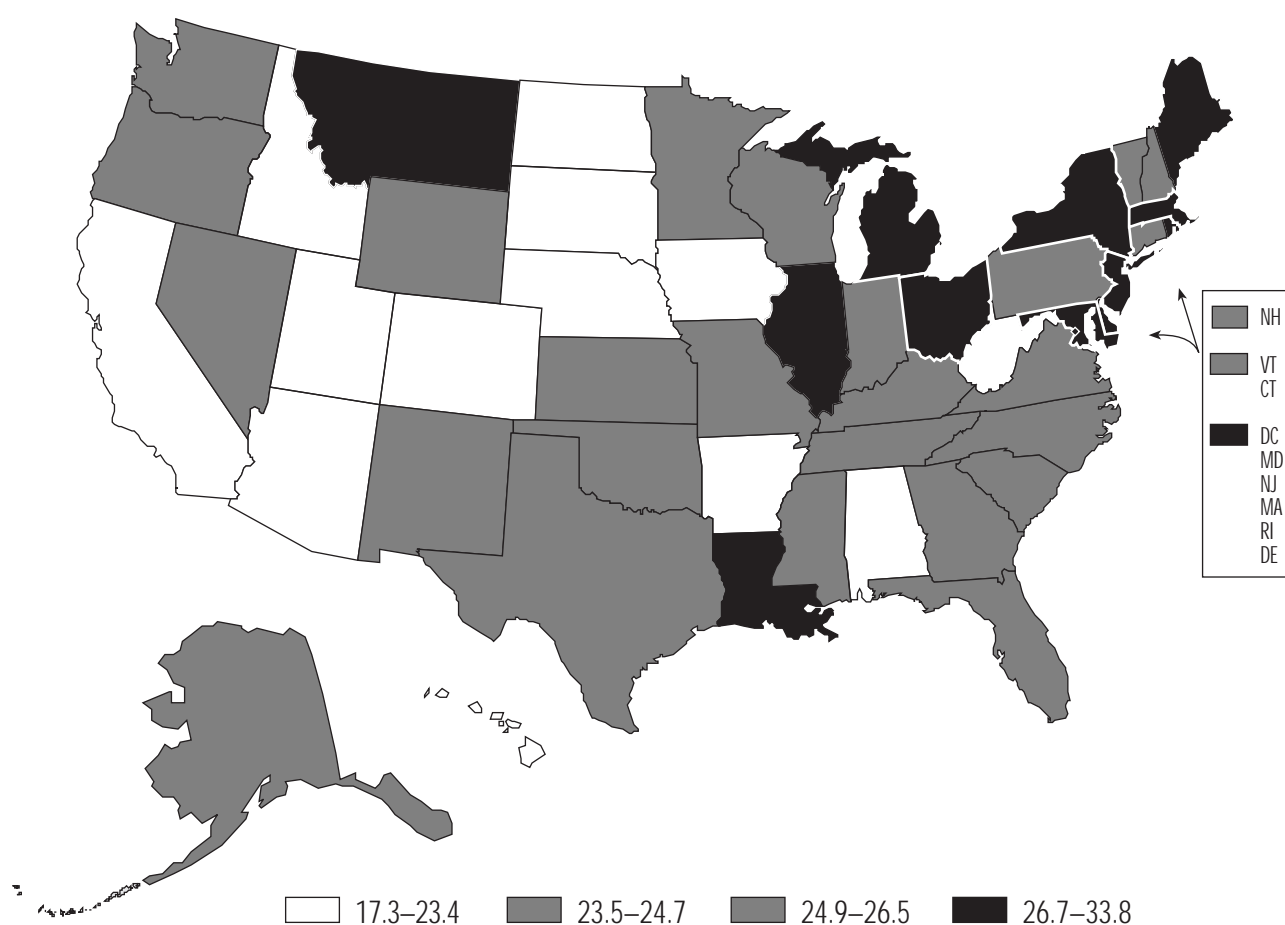 NH
VT
CT
DC
MD
NJ
MA
RI
DE
17.3–23.4
23.5–24.7
24.9–26.5
26.7–33.8